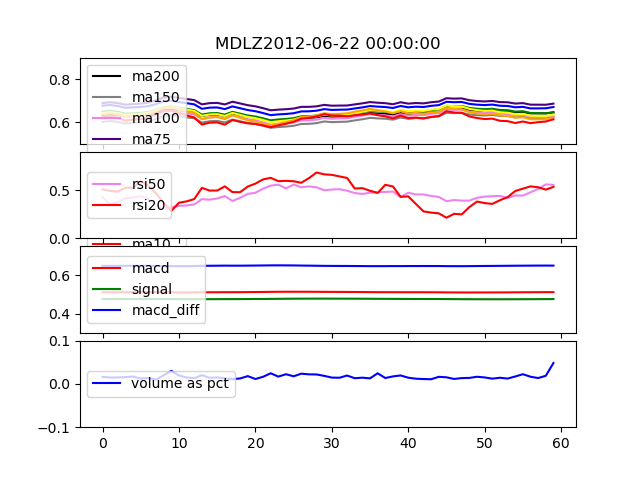 MDLZ2012-06-22 00:00:00
0.8
0.6
ma200
ma150
ma100
ma75
0.5
0.0
rsi50
rsi20
ma10
0.6
0.4
macd
signal
macd_diff
0.1
0.0
−0.1
volume as pct
0 10 20 30 40 50 60